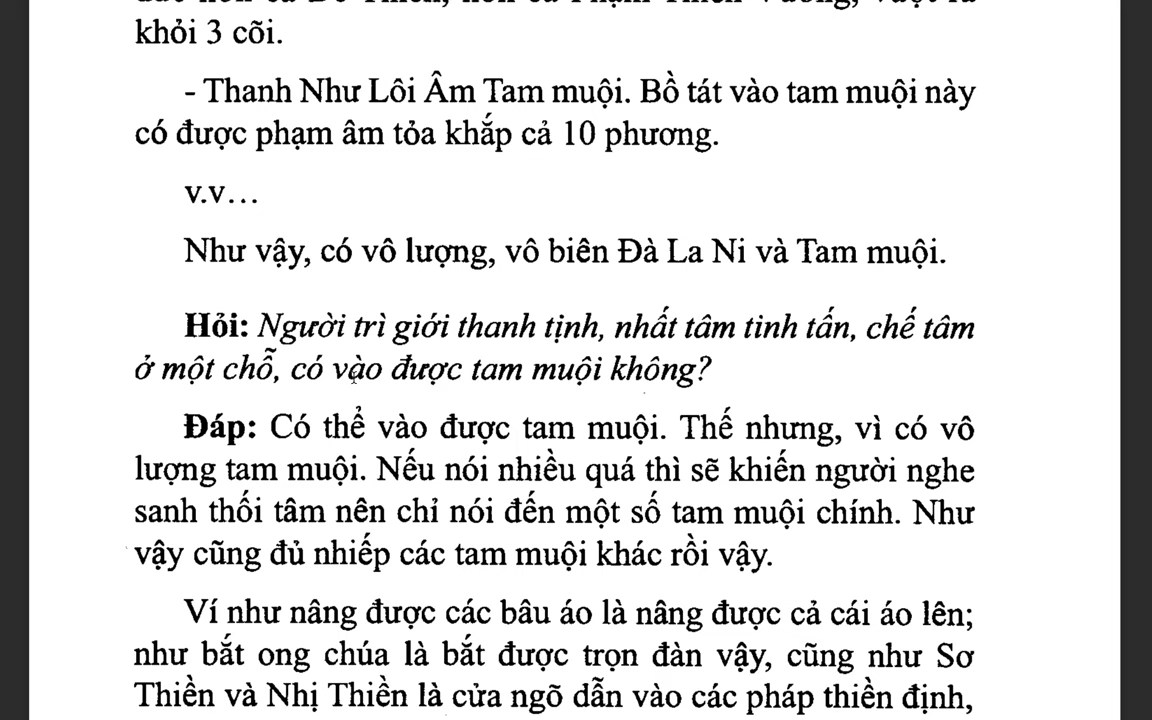 khỏi 3 cõi.
- Thanh Như Lôi Âm Tam muội. Bồ tát vào tam muội này
có được phạm âm tỏa khắp cả 10 phương.
v.v…
Như vậy, có vô lượng, vô biên Đà La Ni và Tam muội.
Hỏi: Người trì giới thanh tịnh, nhất tâm tinh tấn, chế tâm
ở một chỗ, có vào được tam muội không?
Đáp: Có thể vào được tam muội. Thế nhưng, vì có vô
lượng tam muội. Nếu nói nhiều quá thì sẽ khiến người nghe
sanh thối tâm nên chỉ nói đến một số tam muội chính. Như
vậy cũng đủ nhiếp các tam muội khác rồi vậy.
Ví như nâng được các bâu áo là nâng được cả cái áo lên;
như bắt ong chúa là bắt được trọn đàn vậy, cũng như Sơ
Thiền và Nhị Thiền là cửa ngõ dẫn vào các pháp thiền định,